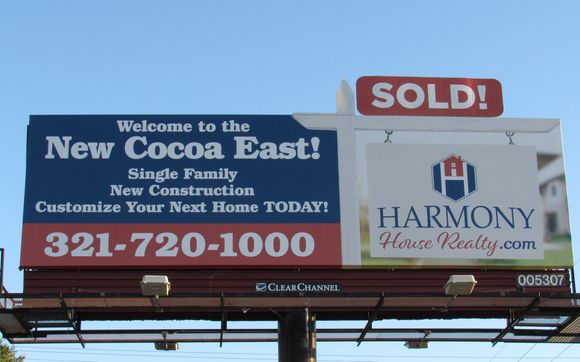 Welcome to the
New Cocoa East!
Single Family
New Construction
Customize Your Next Home TODAY!
321-720-1000
SOLD!
H
HARMONY
House Realty.com
CLEARCHANNEL
005307